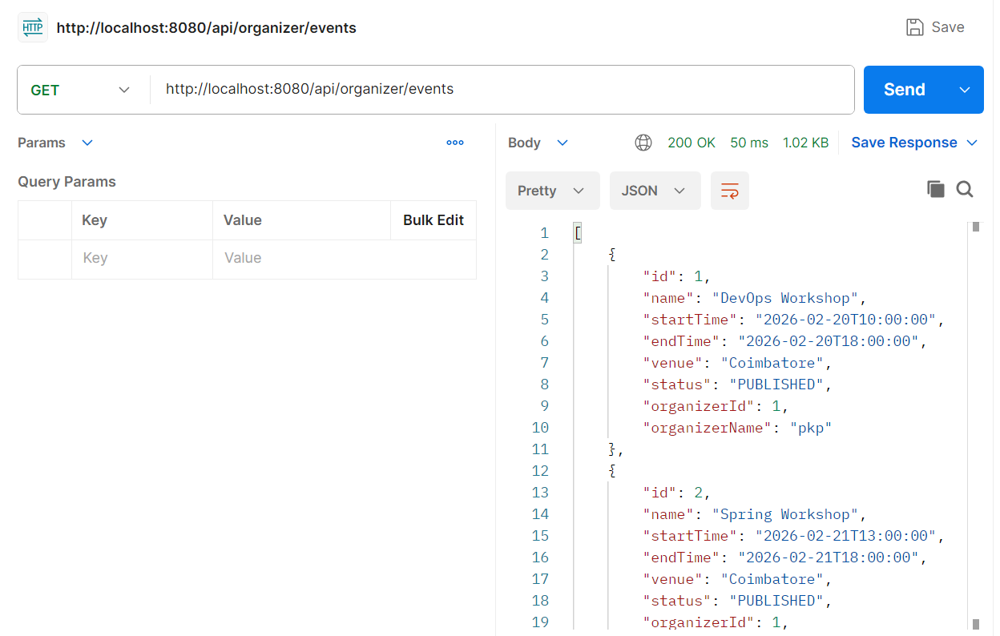 HTTP http://localhost:8080/api/organizer/events Save
GET http://localhost:8080/api/organizer/events Send
Params
Query Params
Key Value Bulk Edit
Key Value
Body 200 OK 50 ms 1.02 KB Save Response
Pretty JSON
1 [
2 {
3 "id": 1,
4 "name": "DevOps Workshop",
5 "startTime": "2026-02-20T10:00:00",
6 "endTime": "2026-02-20T18:00:00",
7 "venue": "Coimbatore",
8 "status": "PUBLISHED",
9 "organizerId": 1,
10 "organizerName": "pkp"
11 },
12 {
13 "id": 2,
14 "name": "Spring Workshop",
15 "startTime": "2026-02-21T13:00:00",
16 "endTime": "2026-02-21T18:00:00",
17 "venue": "Coimbatore",
18 "status": "PUBLISHED",
19 "organizerId": 1,